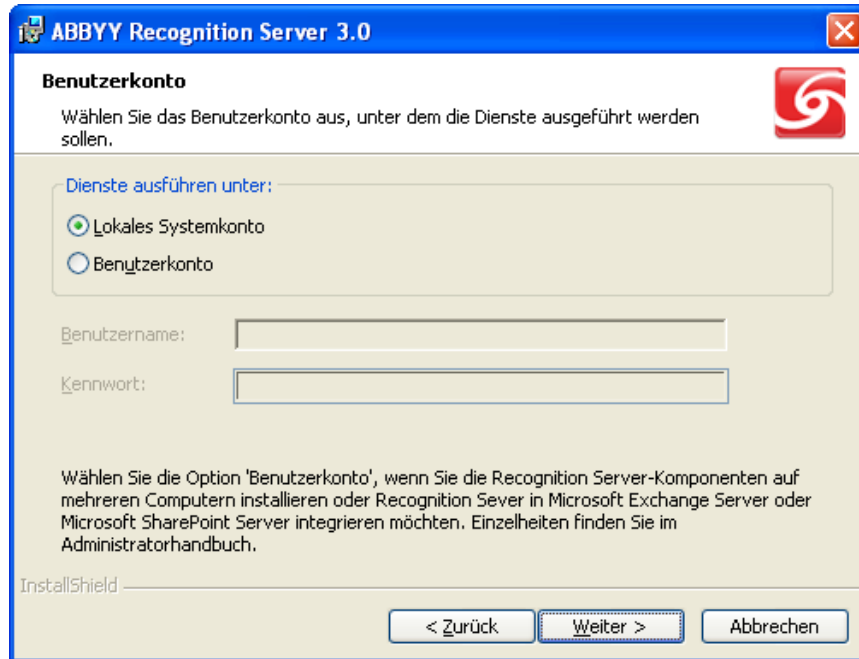 ABBYY Recognition Server 3.0
Benutzerkonto
Wählen Sie das Benutzerkonto aus, unter dem die Dienste ausgeführt werden
sollen.
Dienste ausführen unter:
Lokales Systemkonto
Benutzerkonto
Benutzername:
Kennwort:
Wählen Sie die Option 'Benutzerkonto', wenn Sie die Recognition Server-Komponenten auf
mehreren Computern installieren oder Recognition Sever in Microsoft Exchange Server oder
Microsoft SharePoint Server integrieren möchten. Einzelheiten finden Sie im
Administratorhandbuch.
InstallShield
< Zurück Weiter > Abbrechen